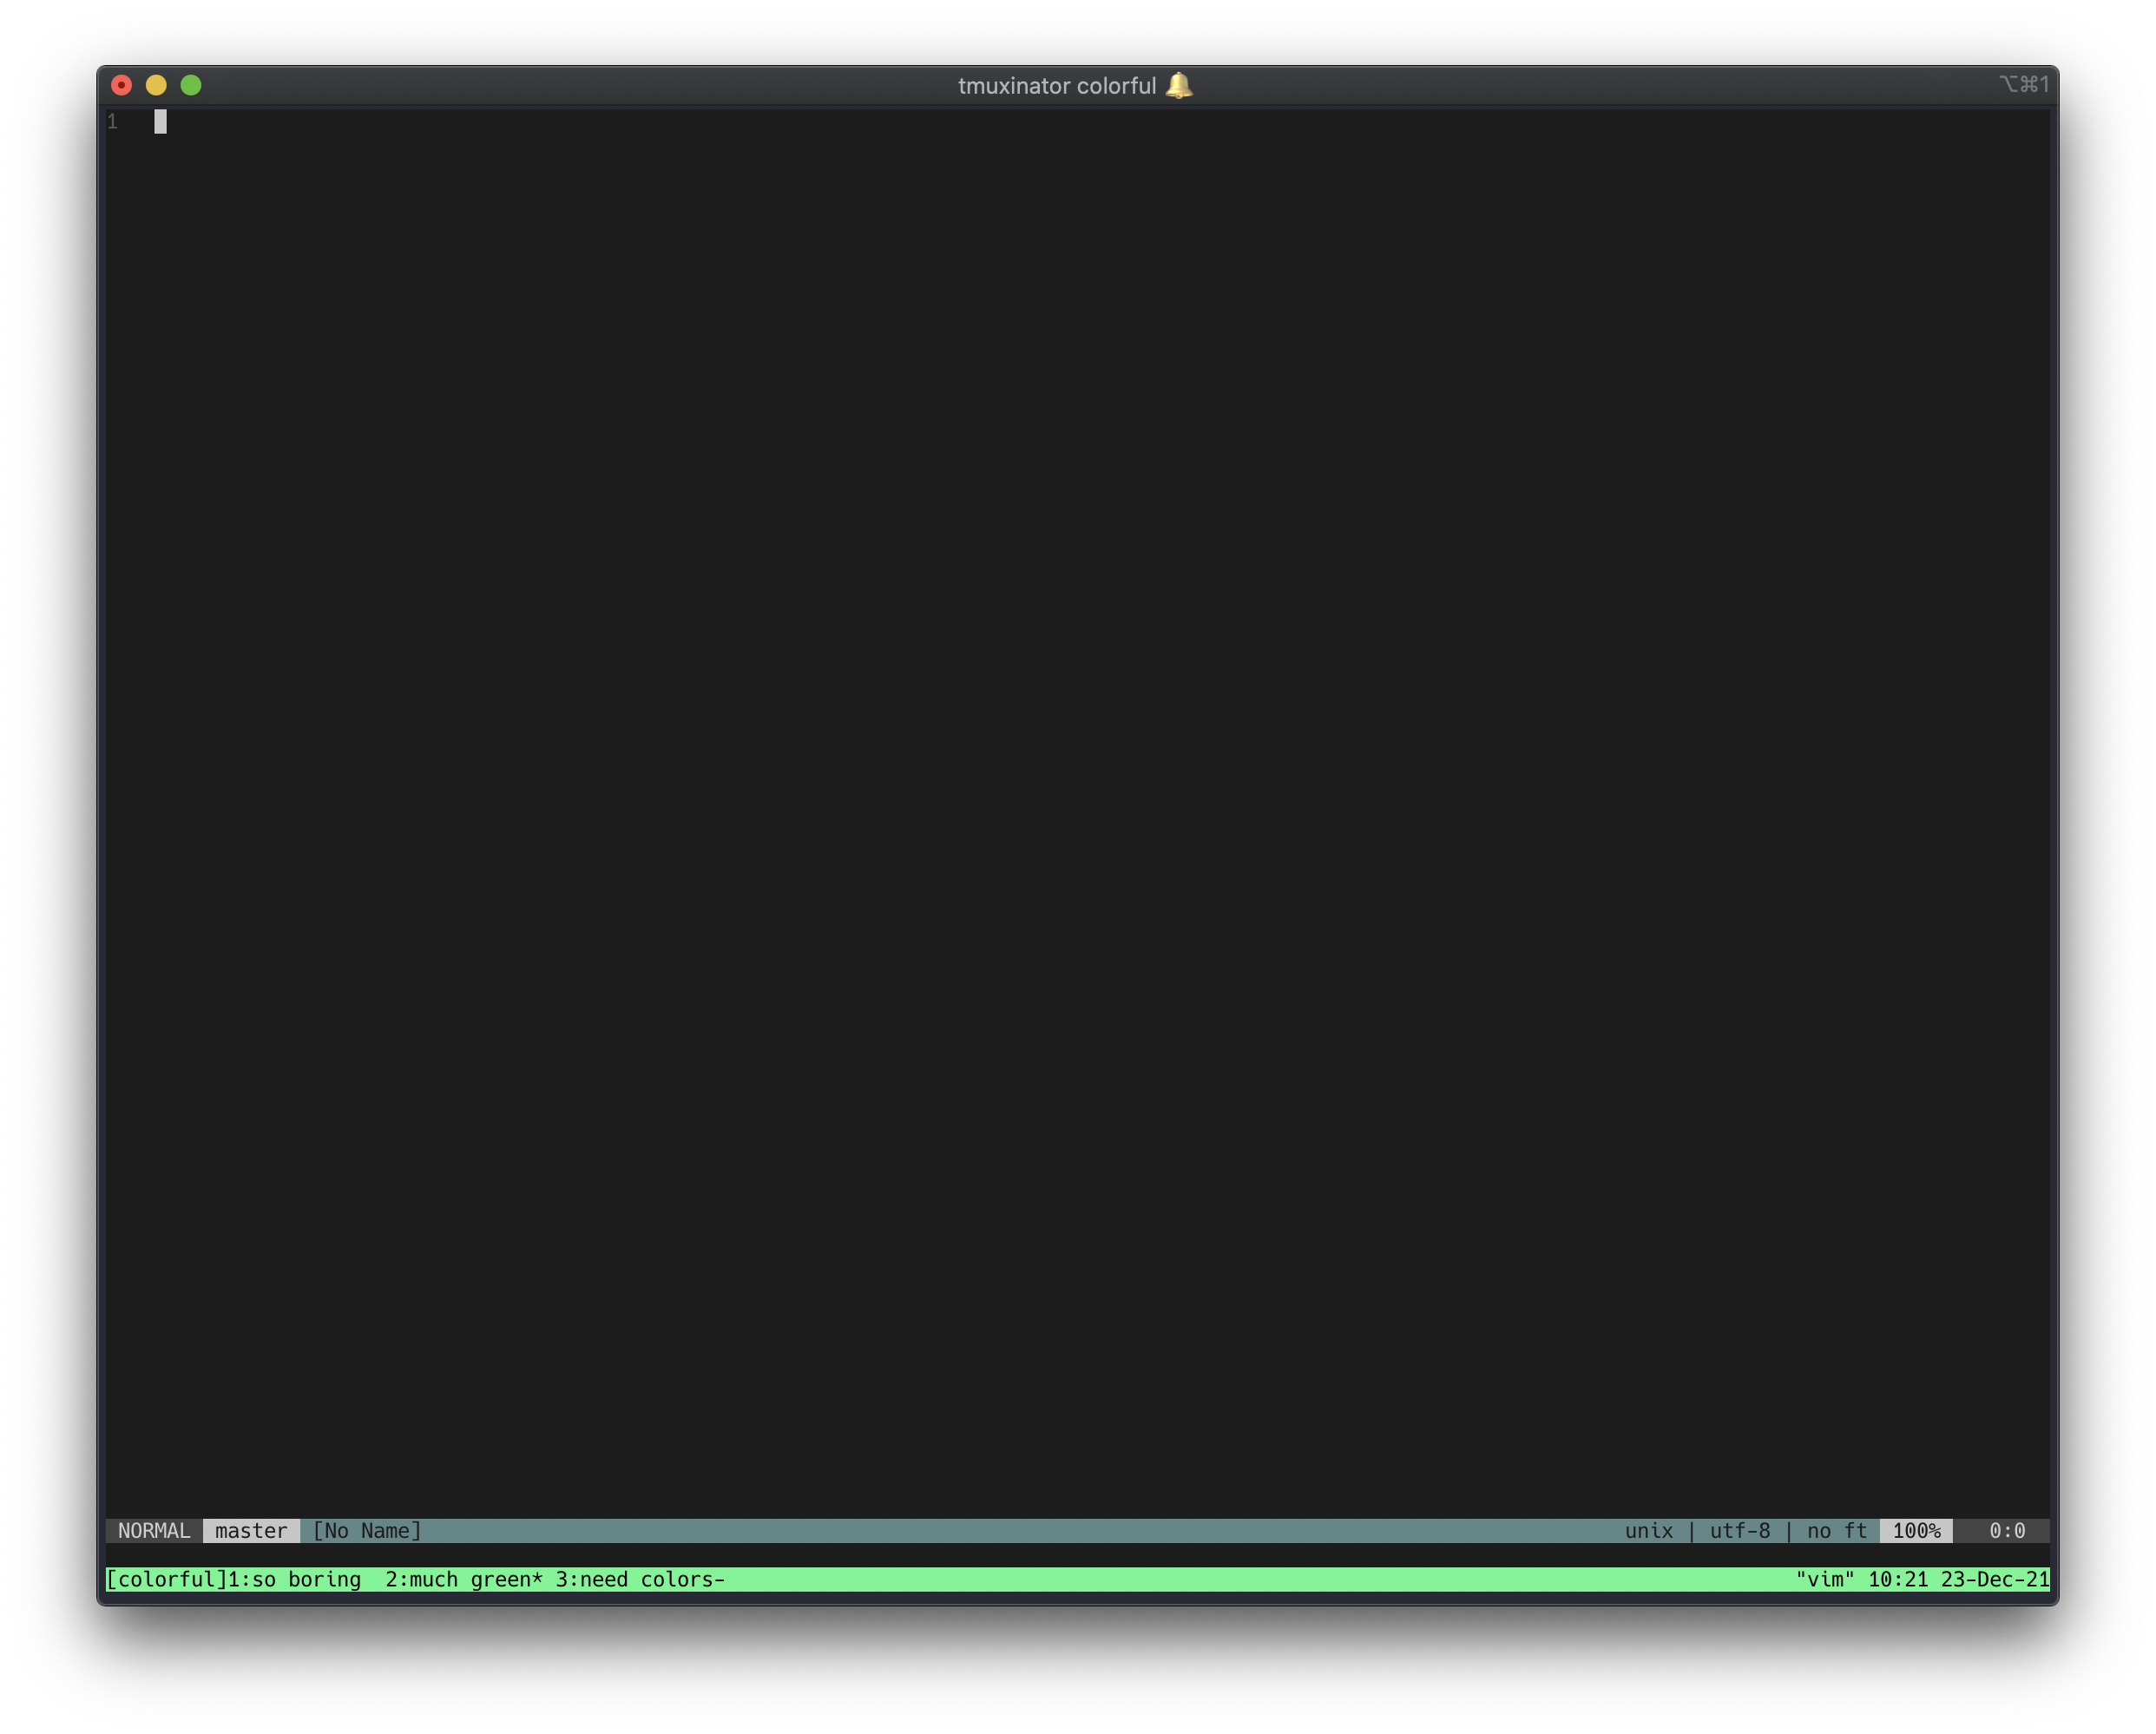 tmuxinator colorful 🔔 ⌥⌘1
1
NORMAL master [No Name] unix | utf-8 | no ft 100% 0:0
[colorful]1:so boring  2:much green* 3:need colors- "vim" 10:21 23-Dec-21